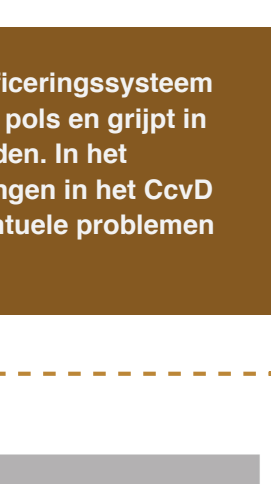 ficeringssysteem
pols en grijpt in
den. In het
ngen in het CcvD
ntuele problemen